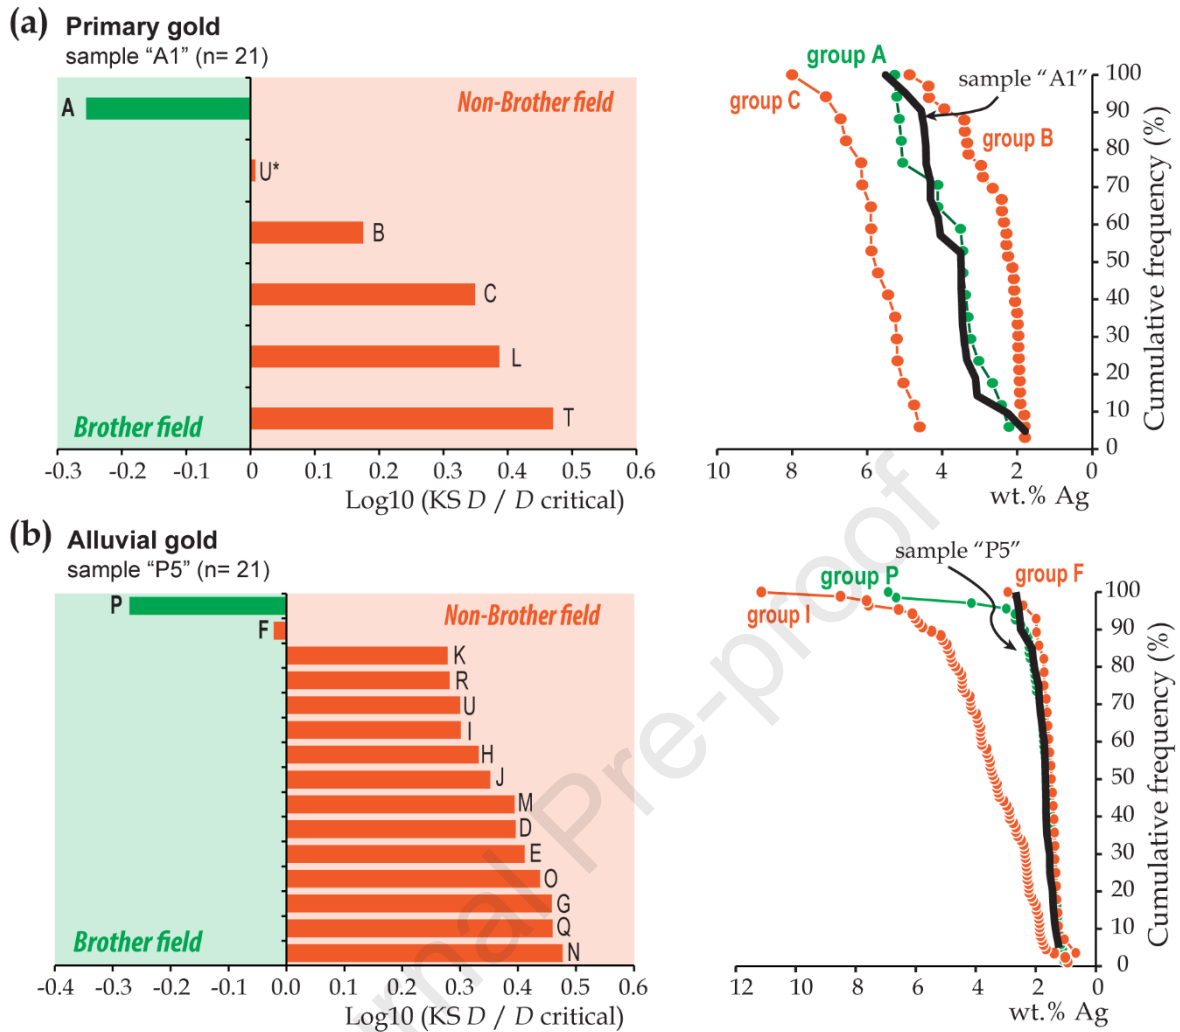 (a) Primary gold
sample “A1” (n= 21)
A
U*
B
C
L
T
Non-Brother field
Brother field
-0.3 -0.2 -0.1 0 0.1 0.2 0.3 0.4 0.5 0.6
Log10 (KS D / D critical)
group A
sample “A1”
group C
group B
100
90
80
70
60
50
40
30
20
10
0
Cumulative frequency (%)
10 8 6 4 2 0
wt.% Ag
(b) Alluvial gold
sample “P5” (n= 21)
P
F
K
R
U
I
H
J
M
D
E
O
G
Q
N
Non-Brother field
Brother field
-0.4 -0.3 -0.2 -0.1 0.0 0.1 0.2 0.3 0.4 0.5 0.6
Log10 (KS D / D critical)
sample “P5”
group P
group F
group I
100
90
80
70
60
50
40
30
20
10
0
Cumulative frequency (%)
12 10 8 6 4 2 0
wt.% Ag
rnal Pre-proof